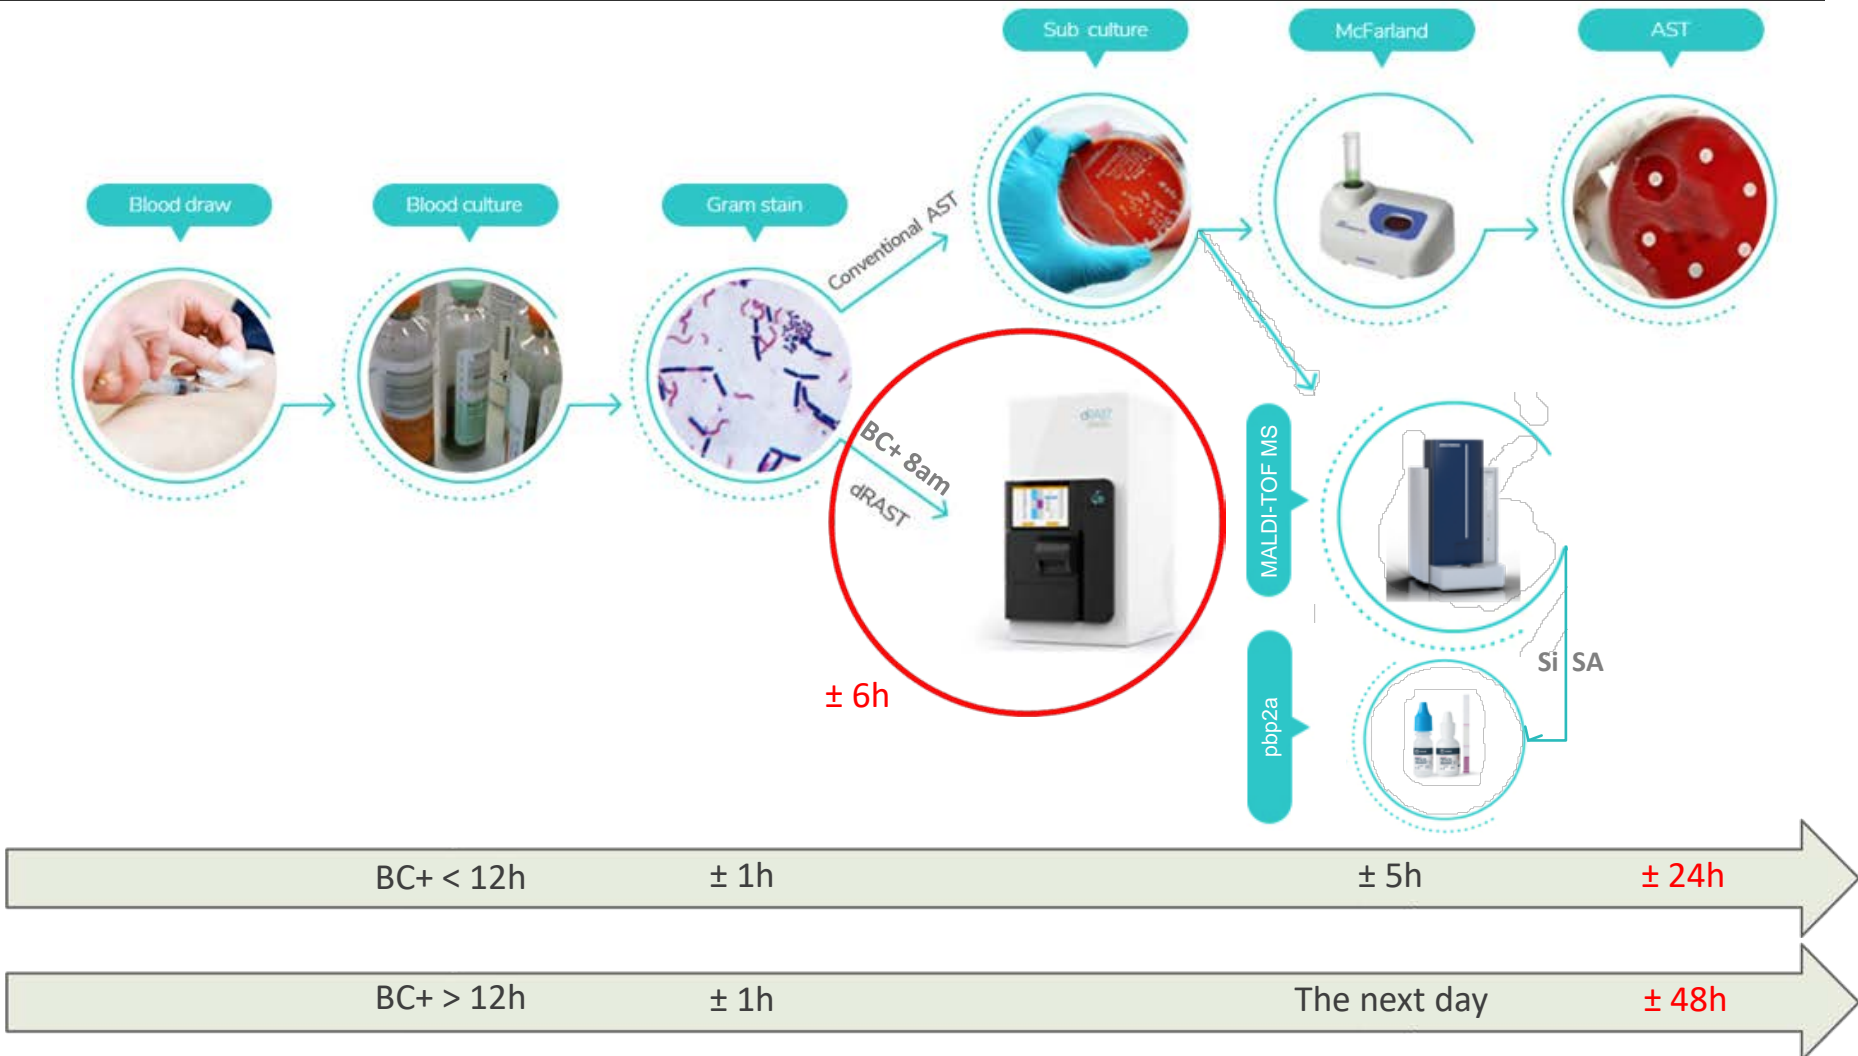 Sub culture
McFarland
AST
Blood draw
Blood culture
Gram stain
Conventional AST
BC+ 8am
dRAST
dRAST
± 6h
MALDI-TOF MS
Si SA
pbp2a
BC+ < 12h
± 1h
± 5h
± 24h
BC+ > 12h
± 1h
The next day
± 48h